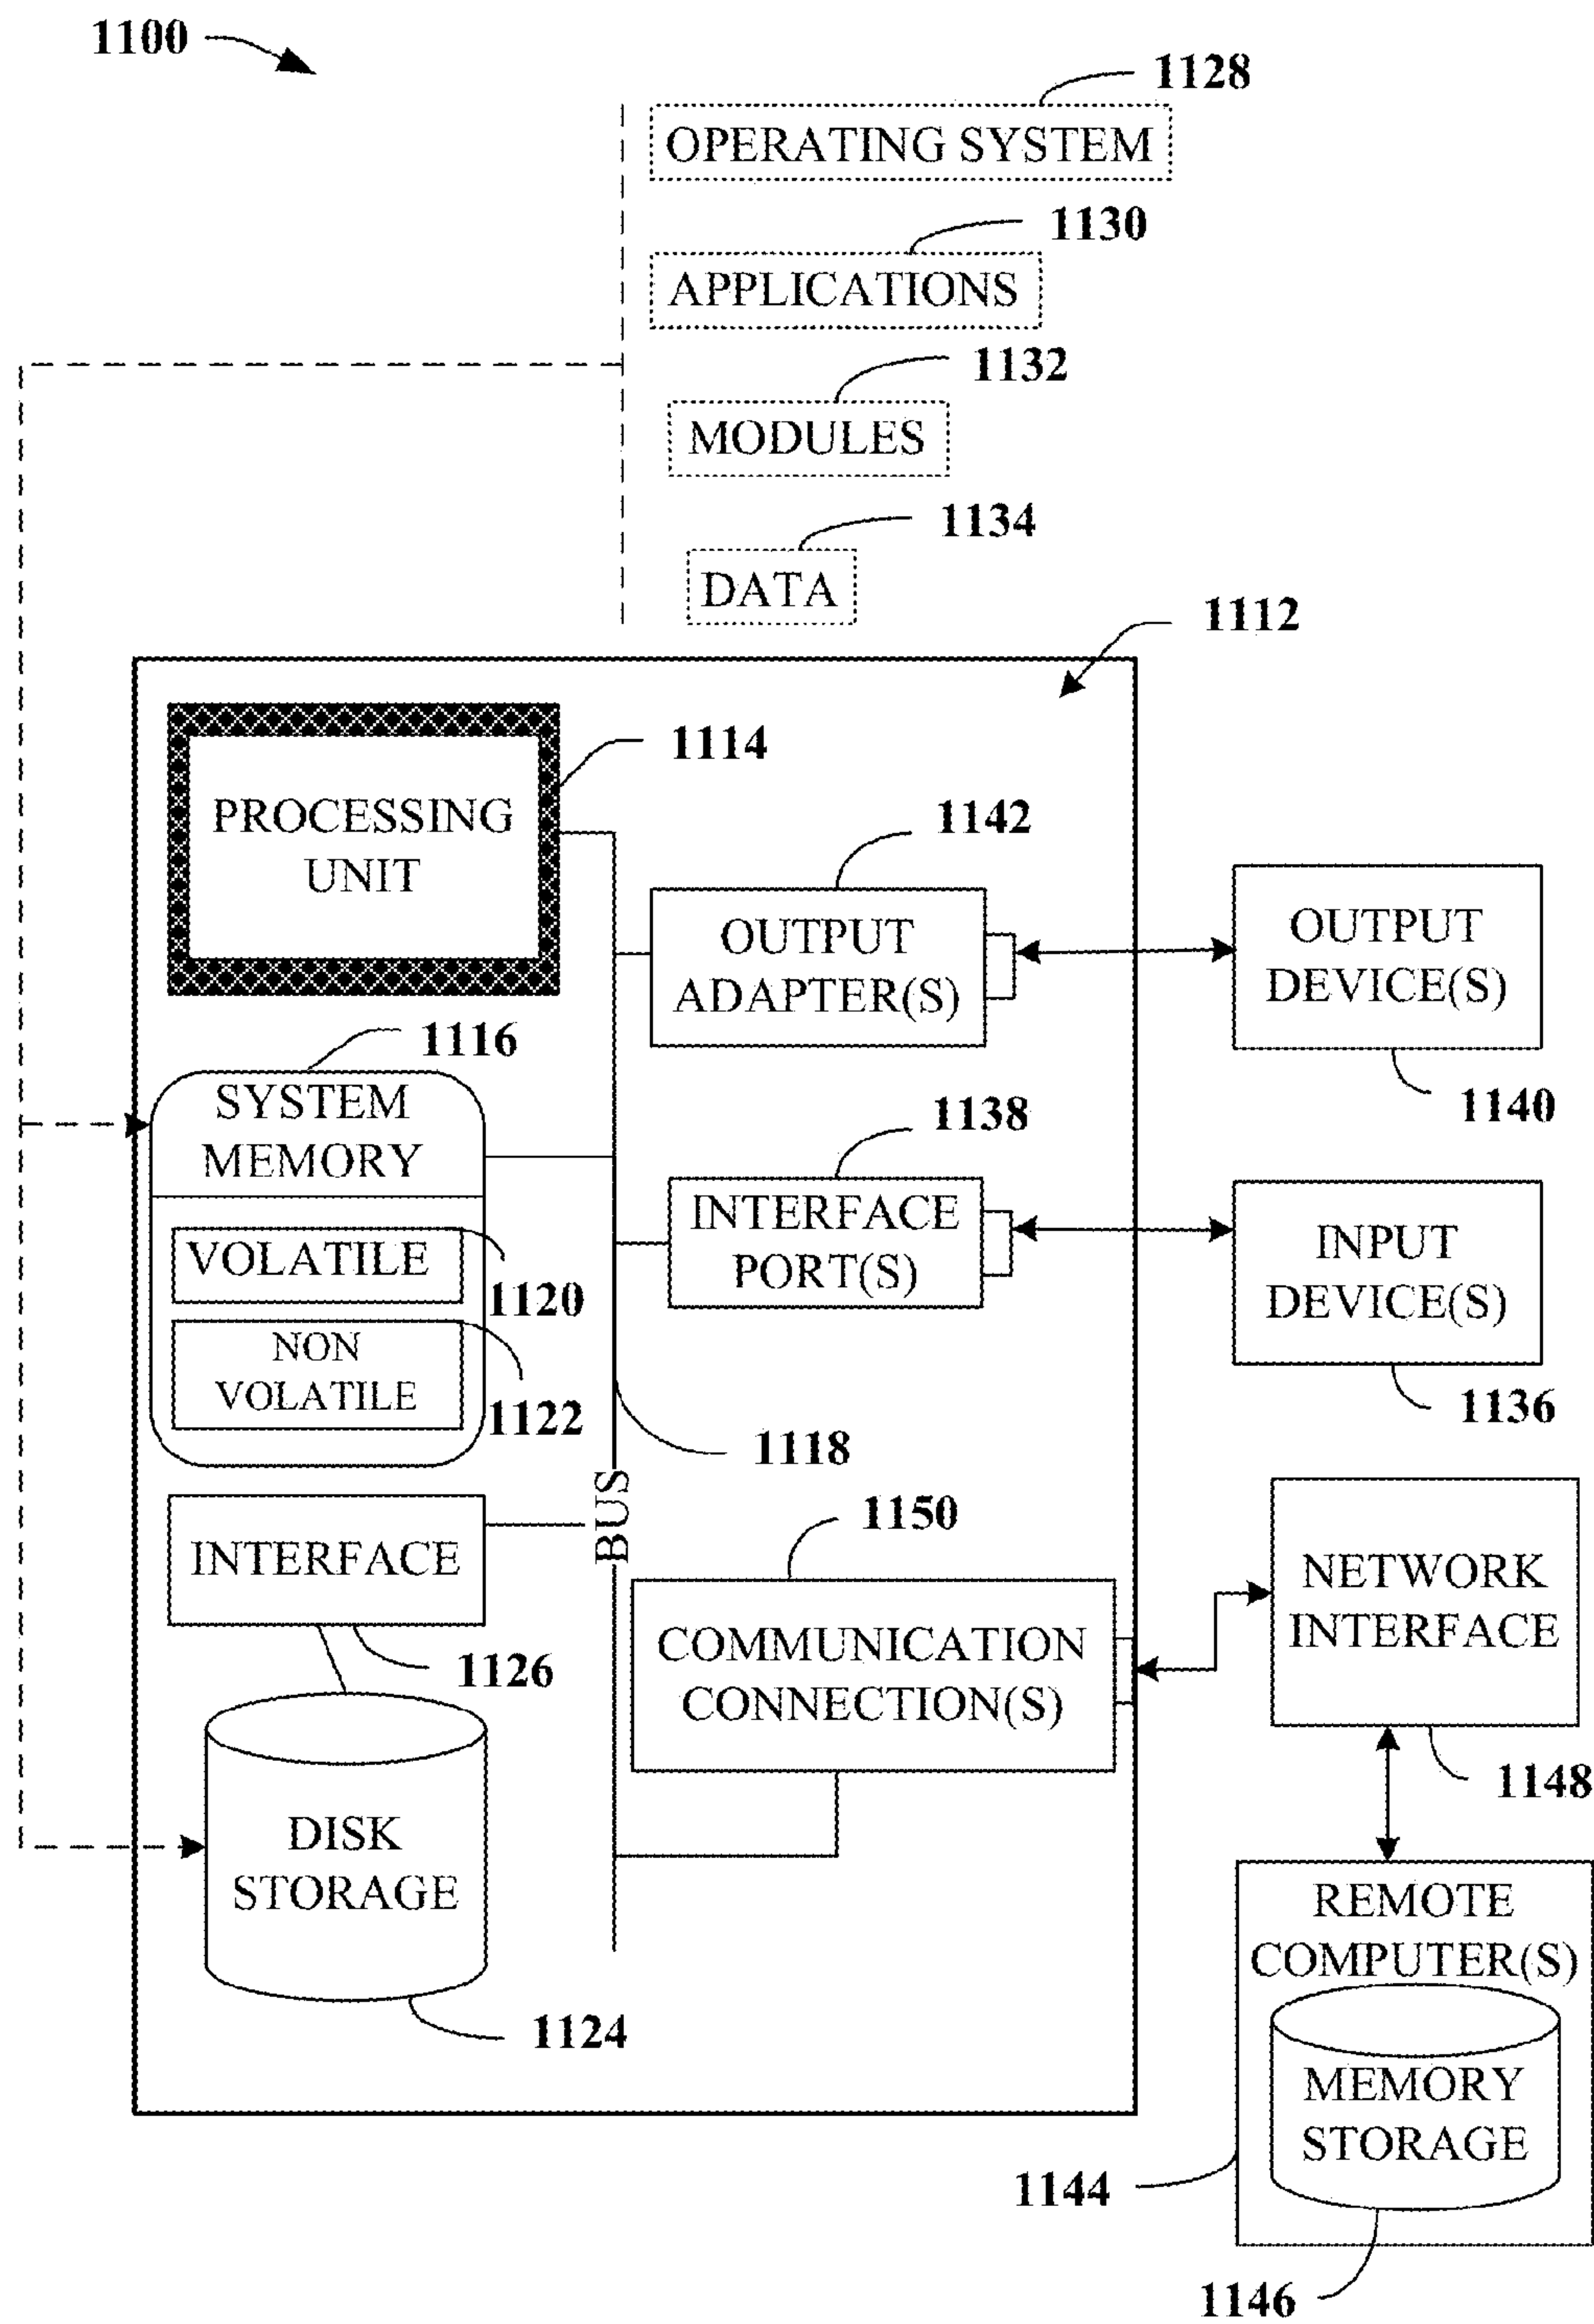 1100
1128
OPERATING SYSTEM
1130
APPLICATIONS
1132
MODULES
1134
DATA
1112
1114
PROCESSING
UNIT
1142
OUTPUT
ADAPTER(S)
OUTPUT
DEVICE(S)
1140
1116
SYSTEM
MEMORY
VOLATILE
1120
NON
VOLATILE
1122
1138
INTERFACE
PORT(S)
INPUT
DEVICE(S)
1136
1118
BUS
INTERFACE
1126
1150
COMMUNICATION
CONNECTION(S)
NETWORK
INTERFACE
1148
DISK
STORAGE
1124
REMOTE
COMPUTER(S)
MEMORY
STORAGE
1144
1146